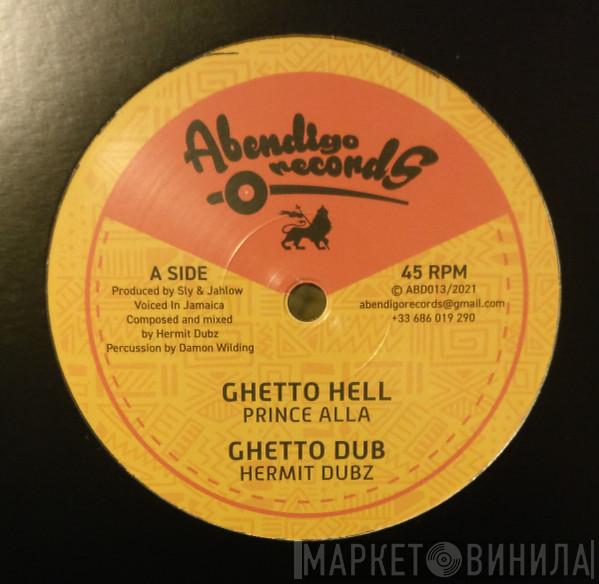 Abendigo
records
A SIDE
Produced by Sly & Jahlow
Voiced In Jamaica
Composed and mixed
by Hermit Dubz
Percussion by Damon Wilding
45 RPM
© ABD013/2021
abendigorecords@gmail.com
+33 686 019 290
GHETTO HELL
PRINCE ALLA
GHETTO DUB
HERMIT DUBZ
МАРКЕТ ВИНИЛА